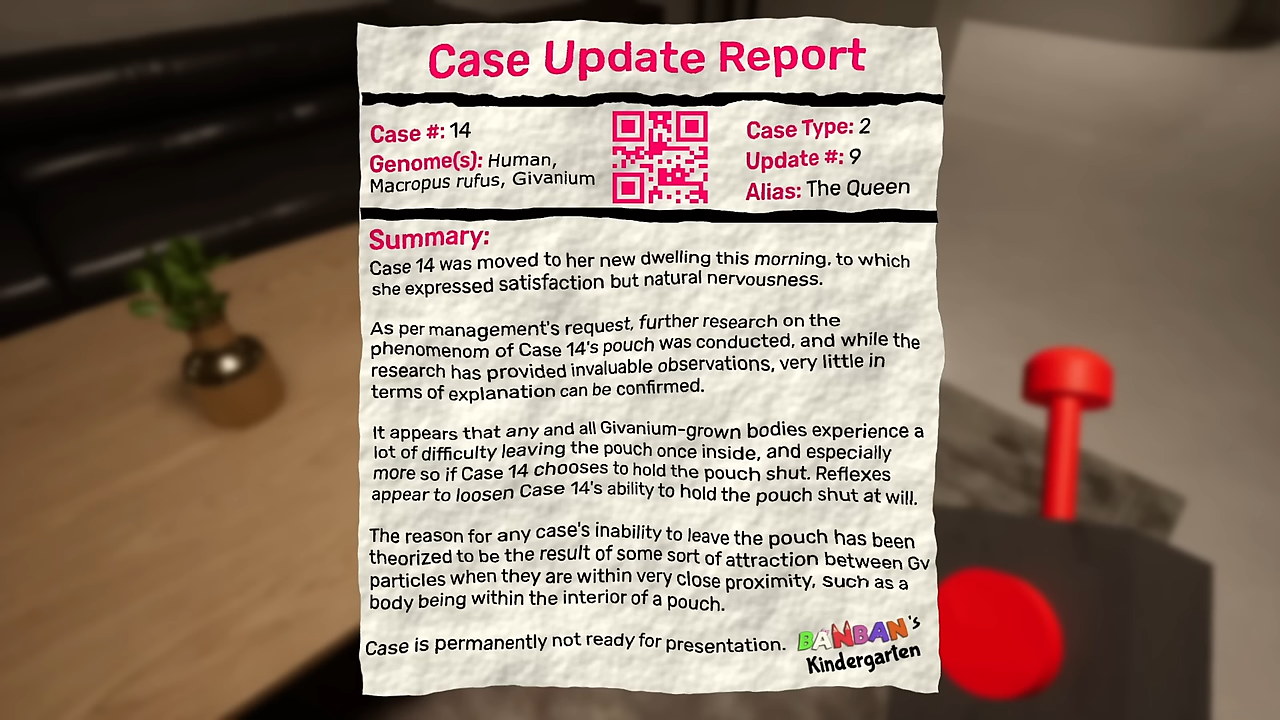 Case Update Report
Case #: 14
Genome(s): Human,
Macropus rufus, Givanium
Case Type: 2
Update #: 9
Alias: The Queen
Summary:
Case 14 was moved to her new dwelling this morning, to which
she expressed satisfaction but natural nervousness.
As per management's request, further research on the
phenomenom of Case 14's pouch was conducted, and while the
research has provided invaluable observations, very little in
terms of explanation can be confirmed.
It appears that any and all Givanium-grown bodies experience a
lot of difficulty leaving the pouch once inside, and especially
more so if Case 14 chooses to hold the pouch shut. Reflexes
appear to loosen Case 14's ability to hold the pouch shut at will.
The reason for any case's inability to leave the pouch has been
theorized to be the result of some sort of attraction between Gv
particles when they are within very close proximity, such as a
body being within the interior of a pouch.
Case is permanently not ready for presentation.
BANBAN's
Kindergarten